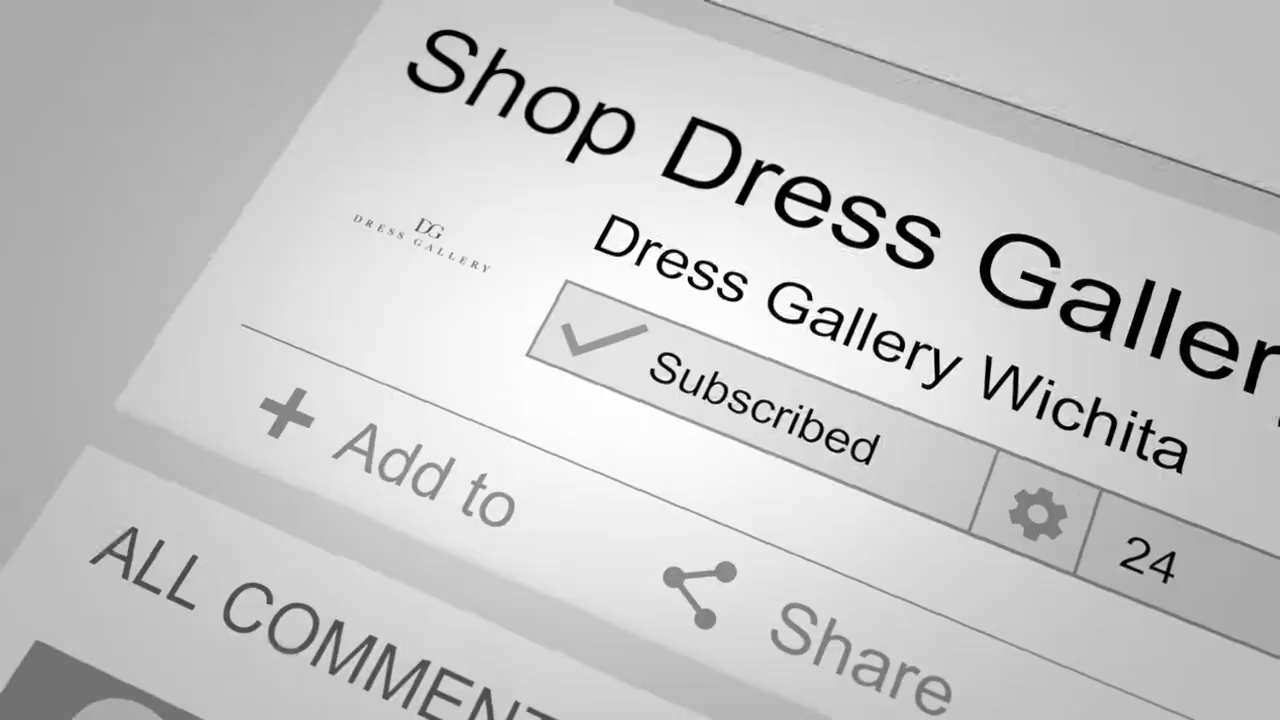 Shop Dress Galler
DG
DRESS GALLERY
Dress Gallery Wichita
Subscribed
24
Add to
Share
ALL COMMENT